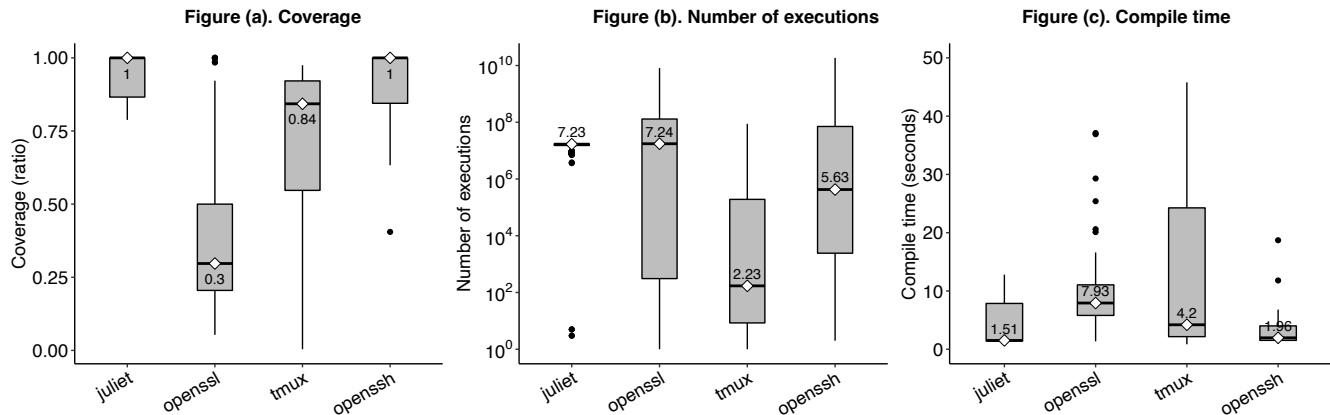 Figure (a). Coverage
Coverage (ratio)
1.00
0.75
0.50
0.25
0.00
1
0.3
0.84
1
juliet
openssl
tmux
openssh
Figure (b). Number of executions
Number of executions
10^10
10^8
10^6
10^4
10^2
10^0
7.23
7.24
2.23
5.63
juliet
openssl
tmux
openssh
Figure (c). Compile time
Compile time (seconds)
50
40
30
20
10
0
1.51
7.93
4.2
1.96
juliet
openssl
tmux
openssh